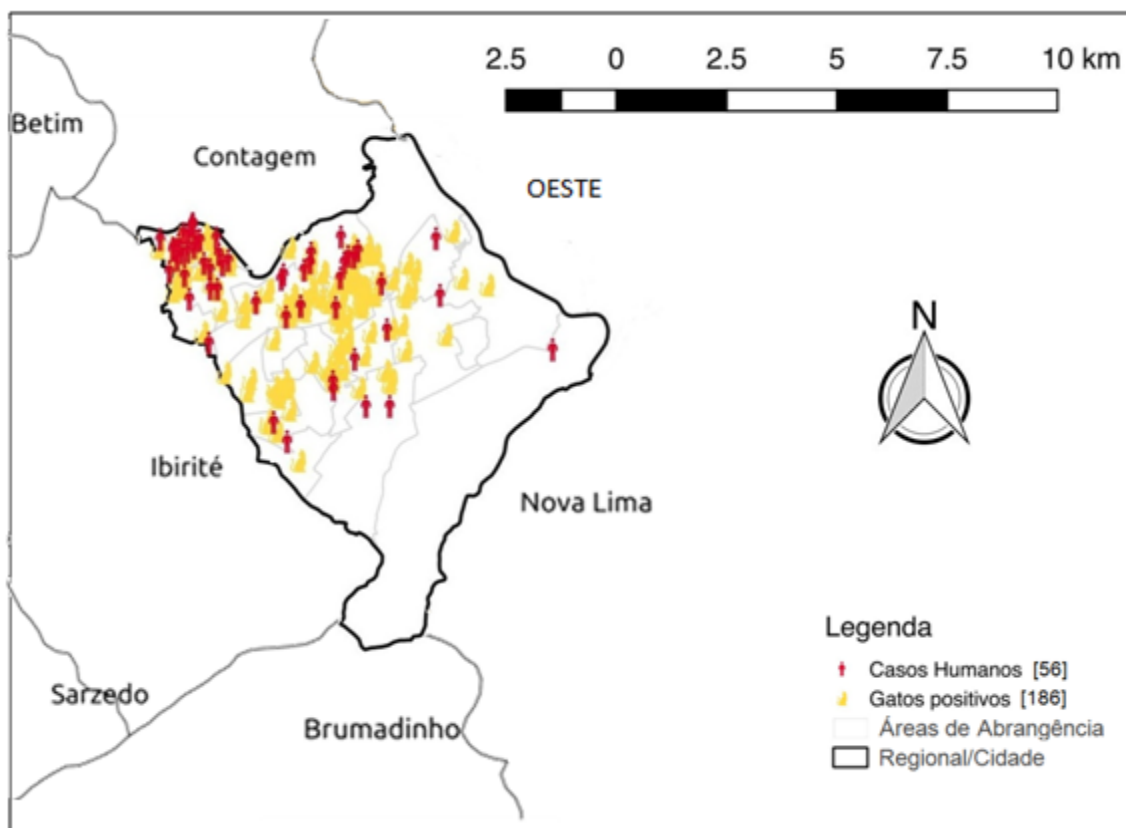 2.5 0 2.5 5 7.5 10 km
Betim
Contagem
OESTE
N
Ibirité
Nova Lima
Legenda
Casos Humanos [56]
Gatos positivos [186]
Áreas de Abrangência
Regional/Cidade
Sarzedo
Brumadinho